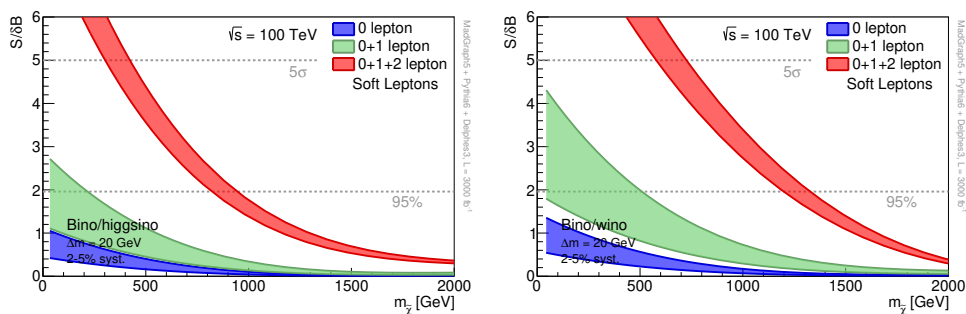 S/δB
6
5
4
3
2
1
0
0
500
1000
1500
2000
m_χ̃ [GeV]
√s = 100 TeV
0 lepton
0+1 lepton
0+1+2 lepton
Soft Leptons
5σ
95%
Bino/higgsino
Δm = 20 GeV
2-5% syst.
MadGraph5 + Pythia6 + Delphes3, L = 3000 fb⁻¹
S/δB
6
5
4
3
2
1
0
0
500
1000
1500
2000
m_χ̃ [GeV]
√s = 100 TeV
0 lepton
0+1 lepton
0+1+2 lepton
Soft Leptons
5σ
95%
Bino/wino
Δm = 20 GeV
2-5% syst.
MadGraph5 + Pythia6 + Delphes3, L = 3000 fb⁻¹